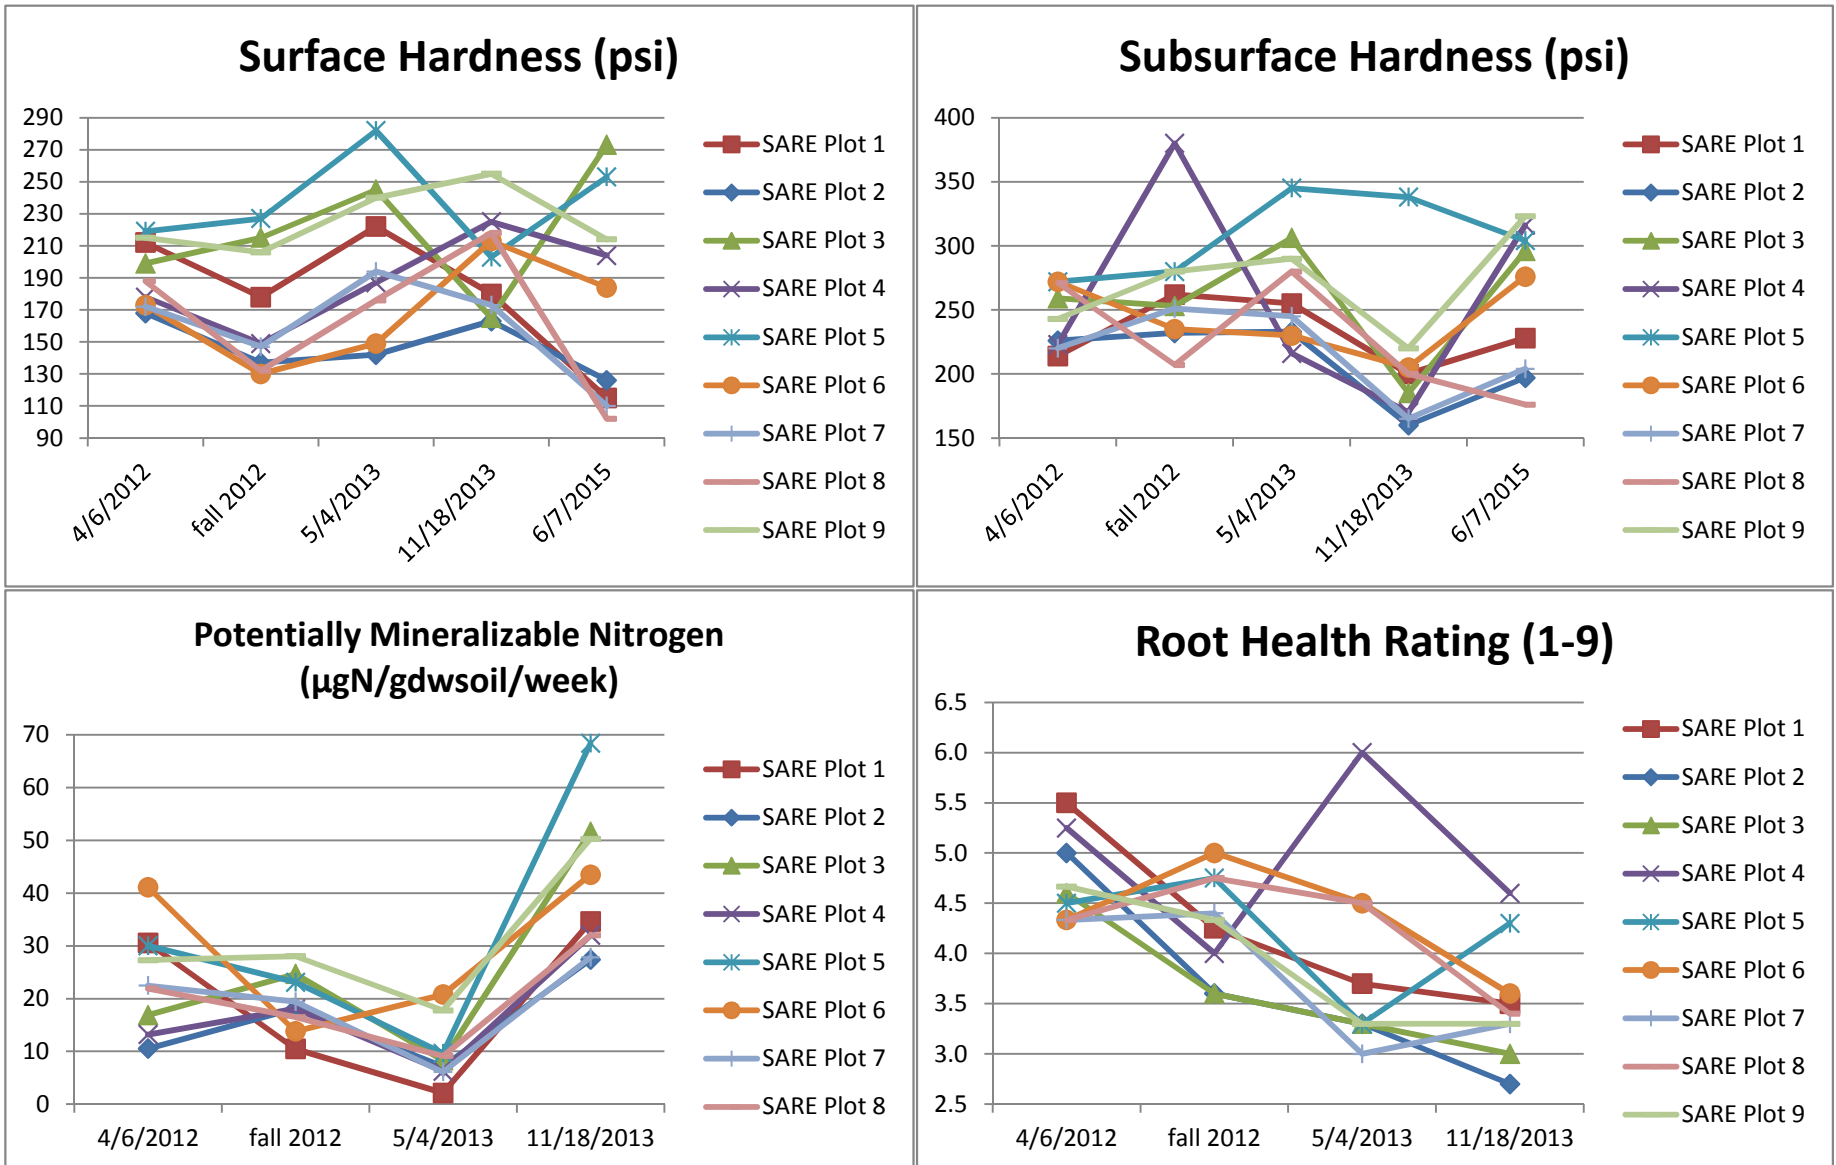 Surface Hardness (psi)
290
270
250
230
210
190
170
150
130
110
90
4/6/2012
fall 2012
5/4/2013
11/18/2013
6/7/2015
SARE Plot 1
SARE Plot 2
SARE Plot 3
SARE Plot 4
SARE Plot 5
SARE Plot 6
SARE Plot 7
SARE Plot 8
SARE Plot 9
Subsurface Hardness (psi)
400
350
300
250
200
150
4/6/2012
fall 2012
5/4/2013
11/18/2013
6/7/2015
SARE Plot 1
SARE Plot 2
SARE Plot 3
SARE Plot 4
SARE Plot 5
SARE Plot 6
SARE Plot 7
SARE Plot 8
SARE Plot 9
Potentially Mineralizable Nitrogen
(µgN/gdwsoil/week)
70
60
50
40
30
20
10
0
4/6/2012
fall 2012
5/4/2013
11/18/2013
SARE Plot 1
SARE Plot 2
SARE Plot 3
SARE Plot 4
SARE Plot 5
SARE Plot 6
SARE Plot 7
SARE Plot 8
Root Health Rating (1-9)
6.5
6.0
5.5
5.0
4.5
4.0
3.5
3.0
2.5
4/6/2012
fall 2012
5/4/2013
11/18/2013
SARE Plot 1
SARE Plot 2
SARE Plot 3
SARE Plot 4
SARE Plot 5
SARE Plot 6
SARE Plot 7
SARE Plot 8
SARE Plot 9